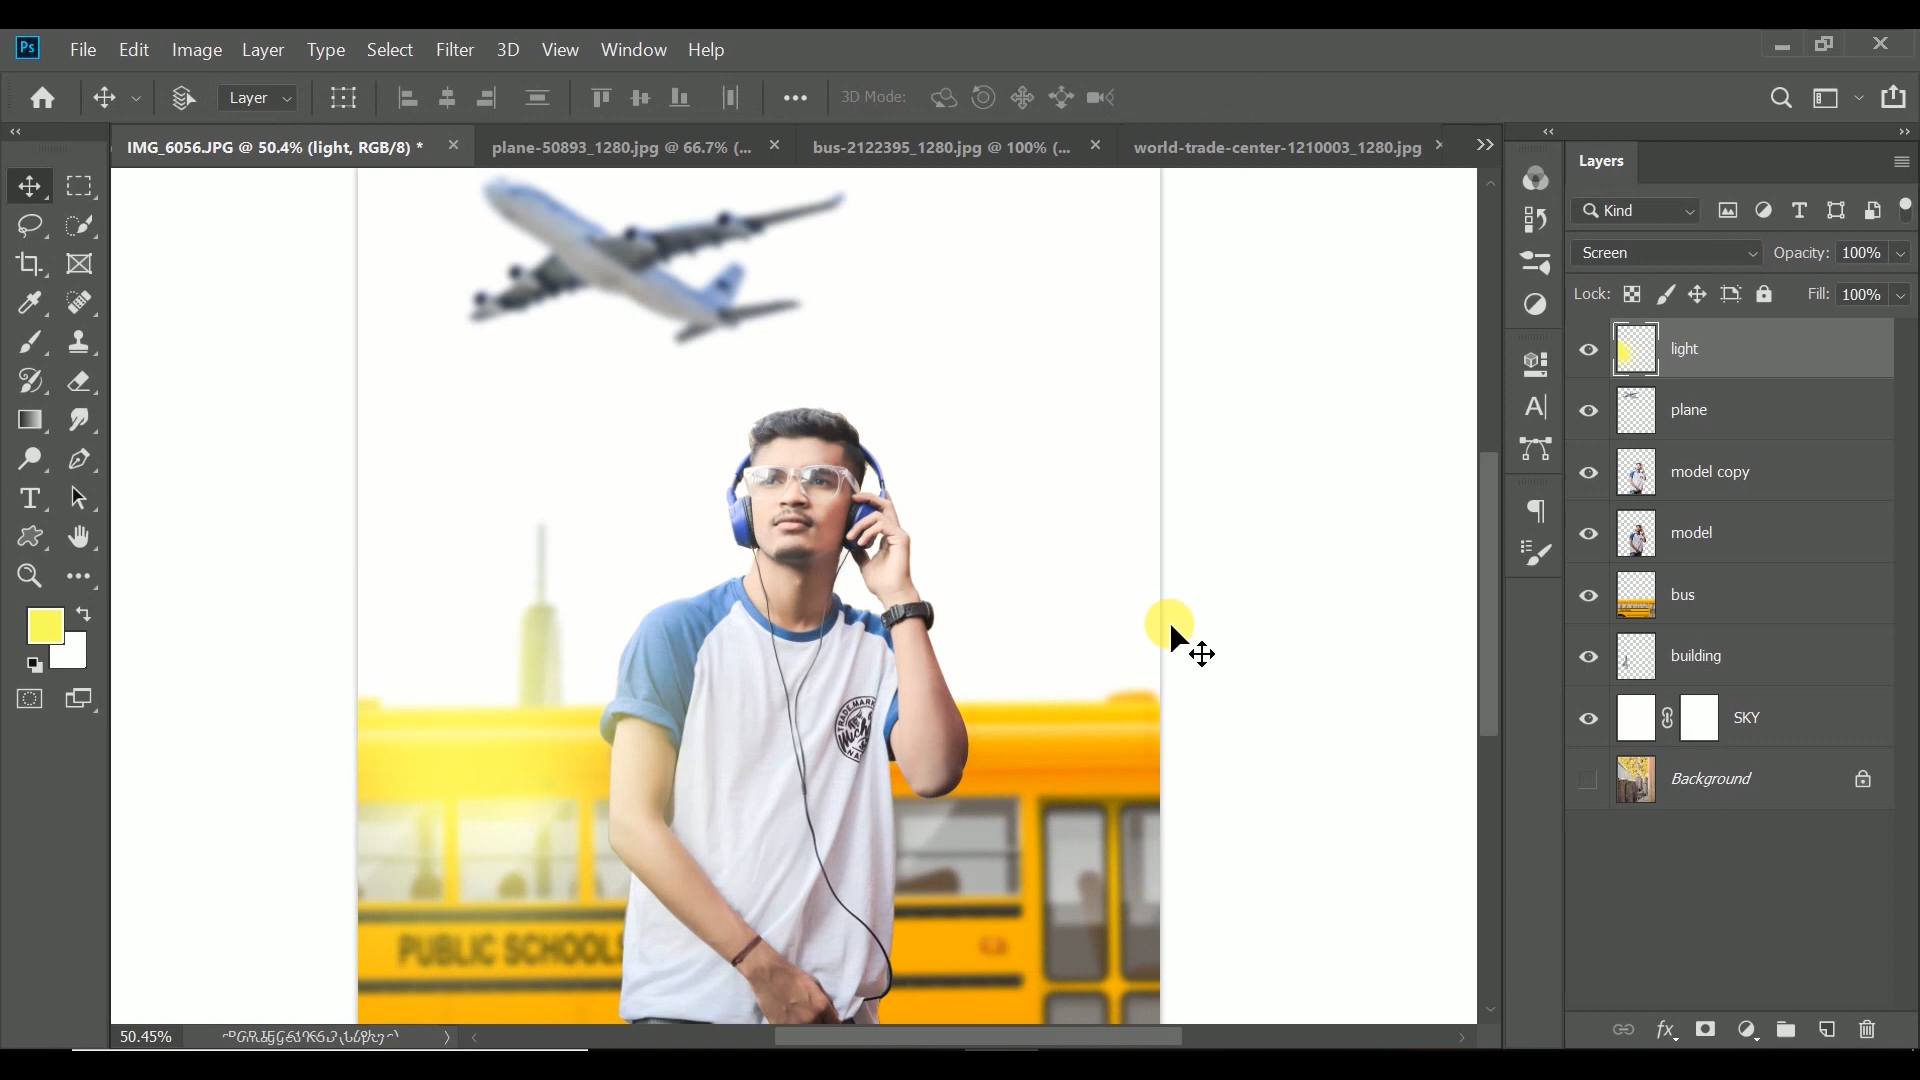 Ps File Edit Image Layer Type Select Filter 3D View Window Help
Layer 3D Mode:
IMG_6056.JPG @ 50.4% (light, RGB/8) * plane-50893_1280.jpg @ 66.7% (... bus-2122395_1280.jpg @ 100% (... world-trade-center-1210003_1280.jpg
Layers
Kind
Screen Opacity: 100%
Lock: Fill: 100%
light
plane
model copy
model
bus
building
SKY
Background
TRADE MARK
PUBLIC SCHOOLS
50.45%